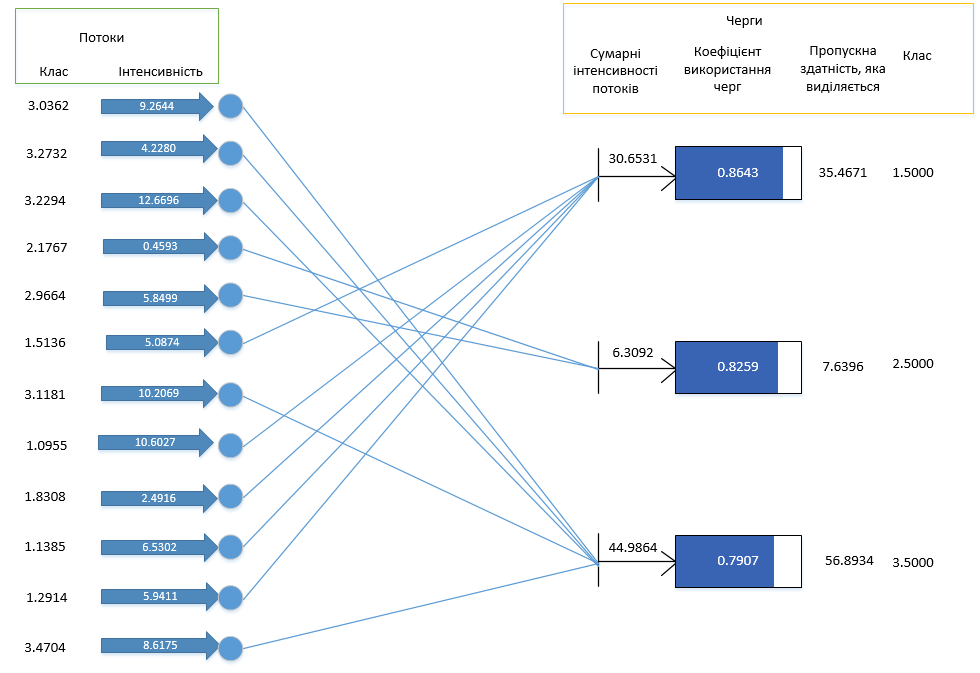 Потоки
Клас Інтенсивність
Черги
Сумарні
інтенсивності
потоків
Коефіцієнт
використання
черг
Пропускна
здатність, яка
виділяється
Клас
3.0362 9.2644
3.2732 4.2280
3.2294 12.6696
2.1767 0.4593
2.9664 5.8499
1.5136 5.0874
3.1181 10.2069
1.0955 10.6027
1.8308 2.4916
1.1385 6.5302
1.2914 5.9411
3.4704 8.6175
30.6531 0.8643 35.4671 1.5000
6.3092 0.8259 7.6396 2.5000
44.9864 0.7907 56.8934 3.5000